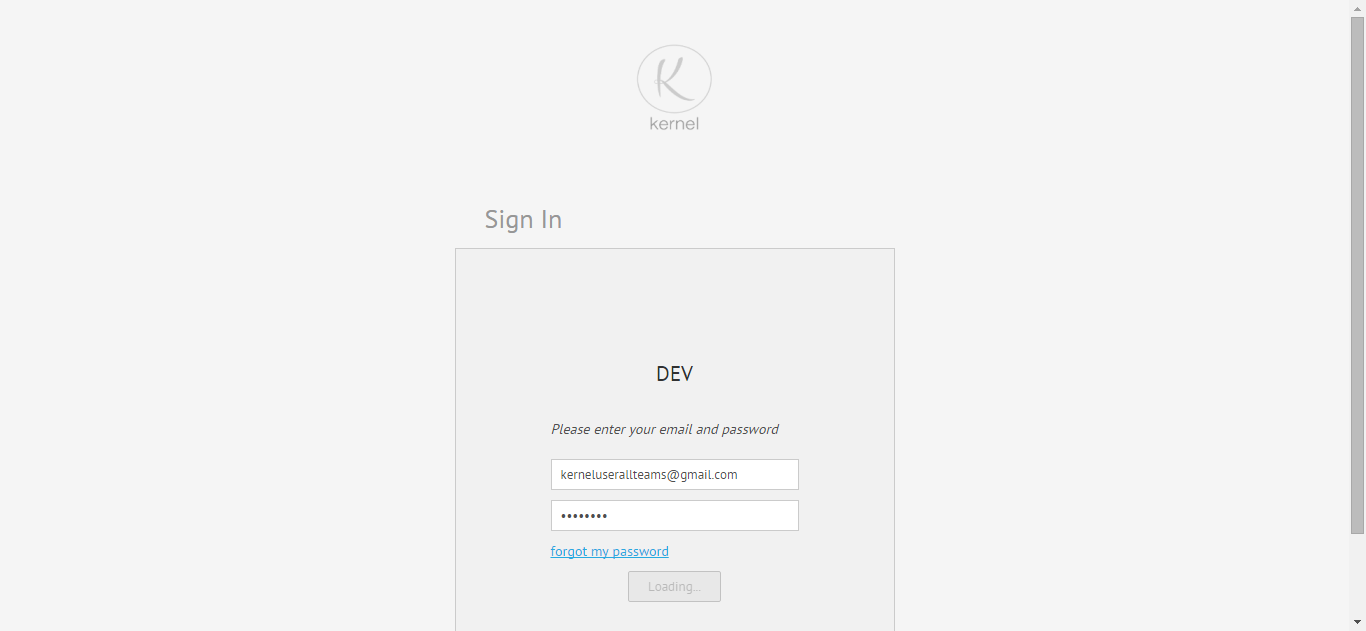 K
kernel
Sign In
DEV
Please enter your email and password
kerneluserallteams@gmail.com
••••••••
forgot my password
Loading...